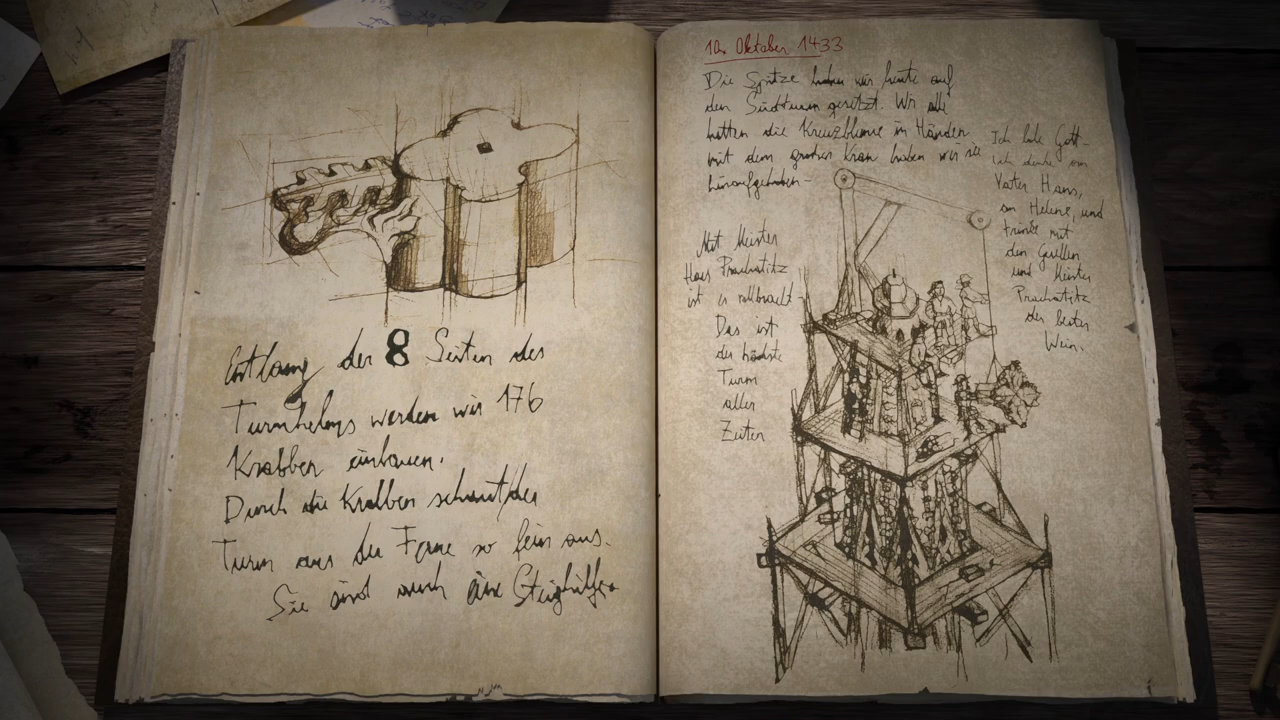 Entlang der 8 Seiten des
Turmhelms werden wir 176
Krabben einbauen.
Durch die Krabben schaut der
Turm aus der Ferne so fein aus.
Sie sind auch eine Steighilfe.
10. Oktober 1433
Die Spitze haben wir heute auf
den Südturm gesetzt. Wir alle
hatten die Kreuzblume in Händen
mit dem großen Kran haben wir sie
hinaufgehoben-
Mit Meister
Hans Prachatitz
ist es vollbracht-
Das ist
der höchste
Turm
aller
Zeiten
Ich lobe Gott-
ich denke an
Vater Hans,
an Helene, und
trinke mit
den Gesellen
und Meister
Prachatitz
den besten
Wein.